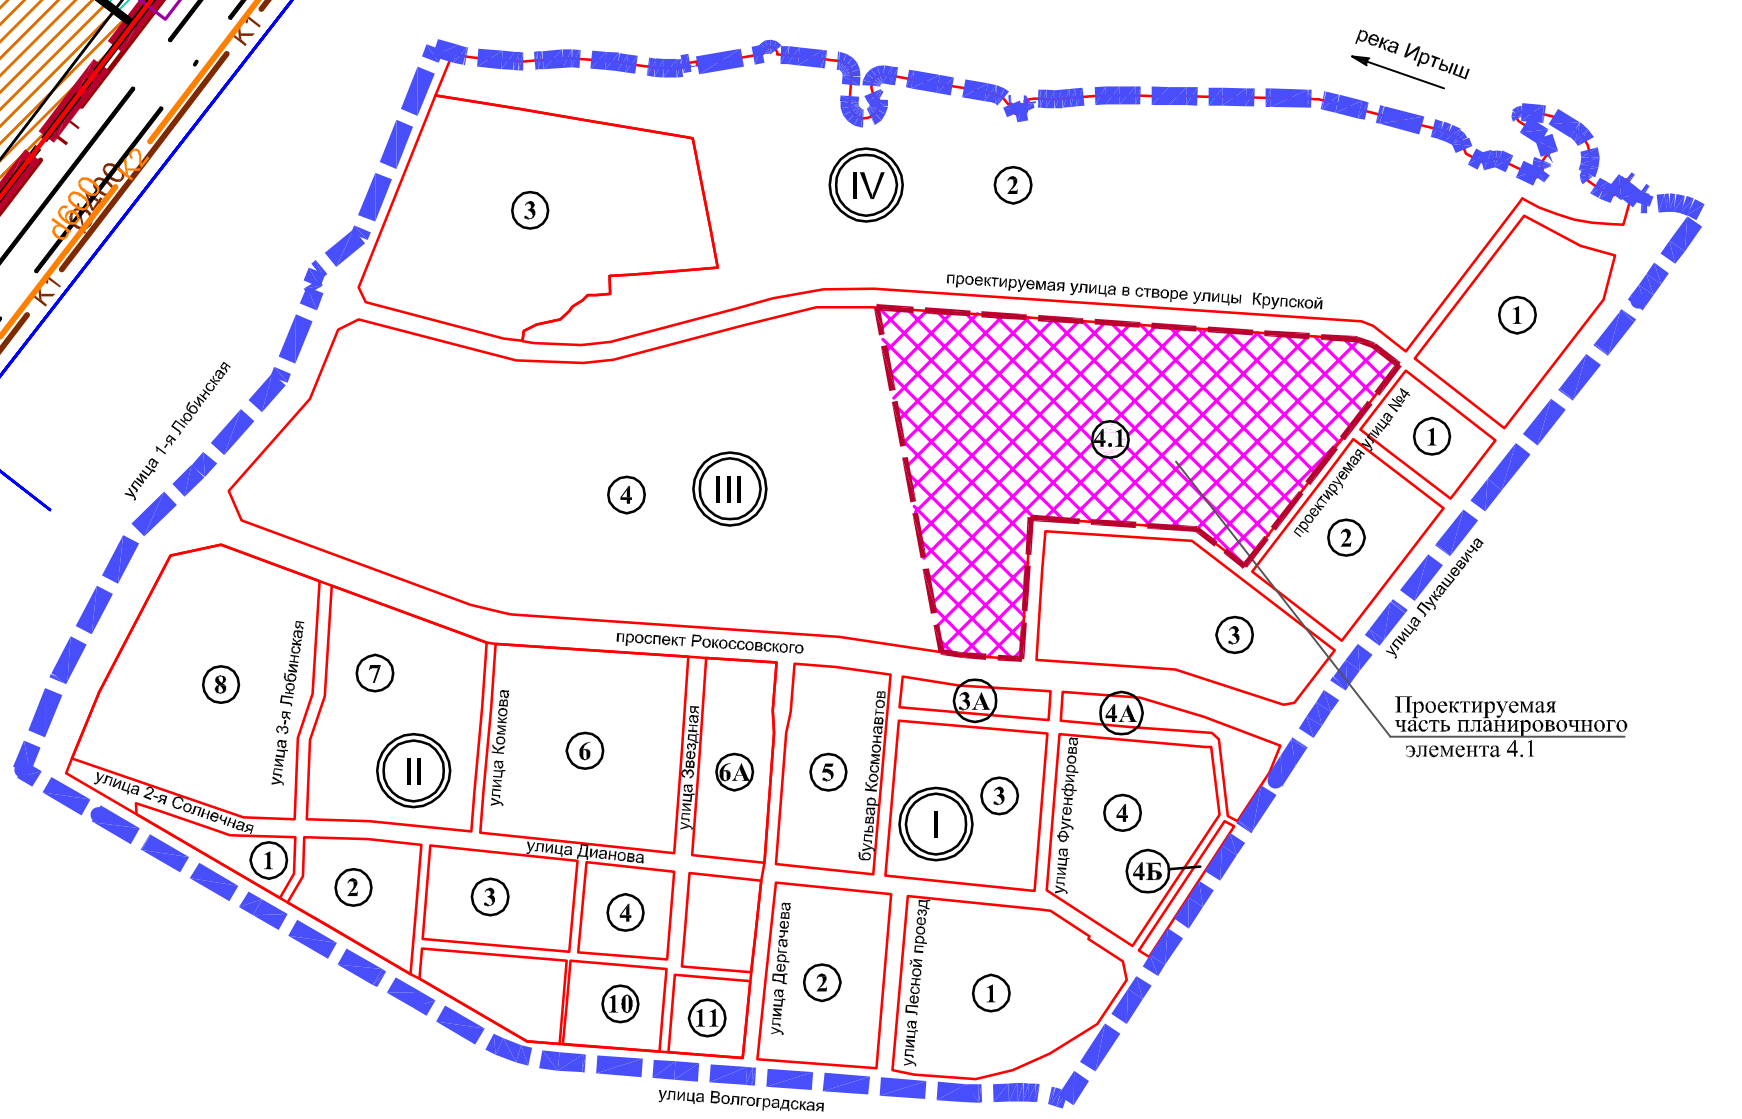 К1
К2
d600
К1
река Иртыш
IV
2
3
проектируемая улица в створе улицы Крупской
1
улица 1-я Любинская
4.1
проектируемая улица №4
1
4
III
2
улица Лукашевича
3
проспект Рокоссовского
8
улица 3-я Любинская
7
3А
4А
Проектируемая
часть планировочного
элемента 4.1
II
улица Комкова
6
улица Звездная
6А
5
бульвар Космонавтов
I
3
улица Фугенфирова
4
улица 2-я Солнечная
улица Дианова
1
2
3
4
4Б
улица Дергачева
2
улица Лесной проезд
1
10
11
улица Волгоградская